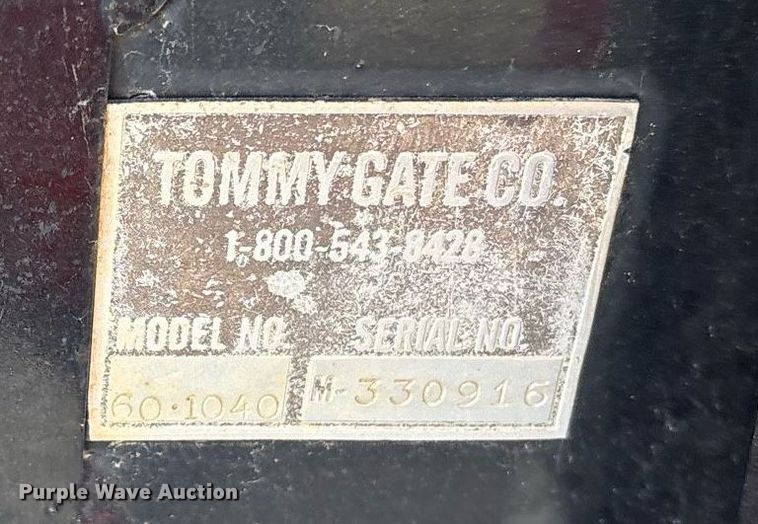 TOMMY GATE CO.
1-800-543-8428
MODEL NO. SERIAL NO.
60·1040 M-330916
Purple Wave Auction